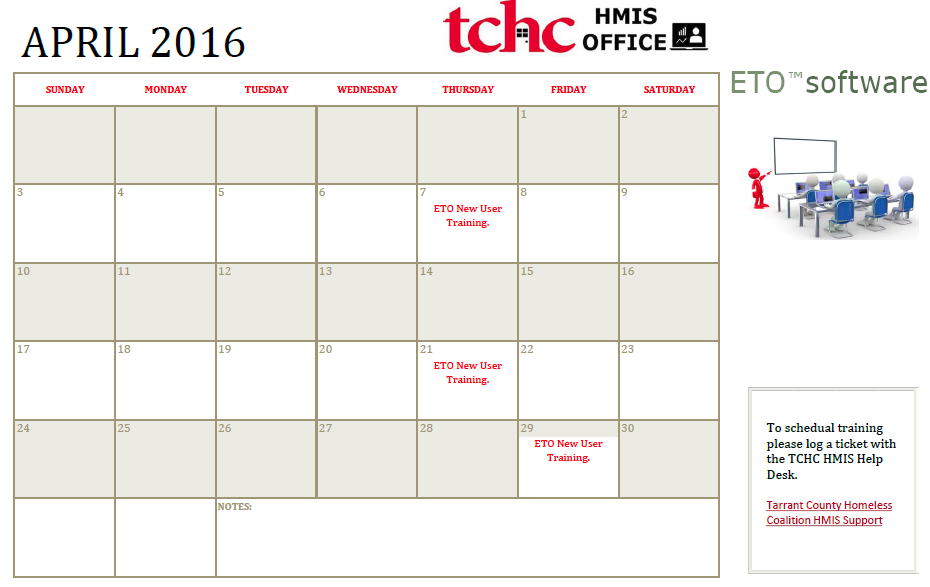 APRIL 2016
tchc HMIS
OFFICE
ETO™software
SUNDAY MONDAY TUESDAY WEDNESDAY THURSDAY FRIDAY SATURDAY
1 2
3 4 5 6 7 8 9
ETO New User
Training.
10 11 12 13 14 15 16
17 18 19 20 21 22 23
ETO New User
Training.
24 25 26 27 28 29 30
ETO New User
Training.
NOTES:
To schedual training
please log a ticket with
the TCHC HMIS Help
Desk.
Tarrant County Homeless
Coalition HMIS Support